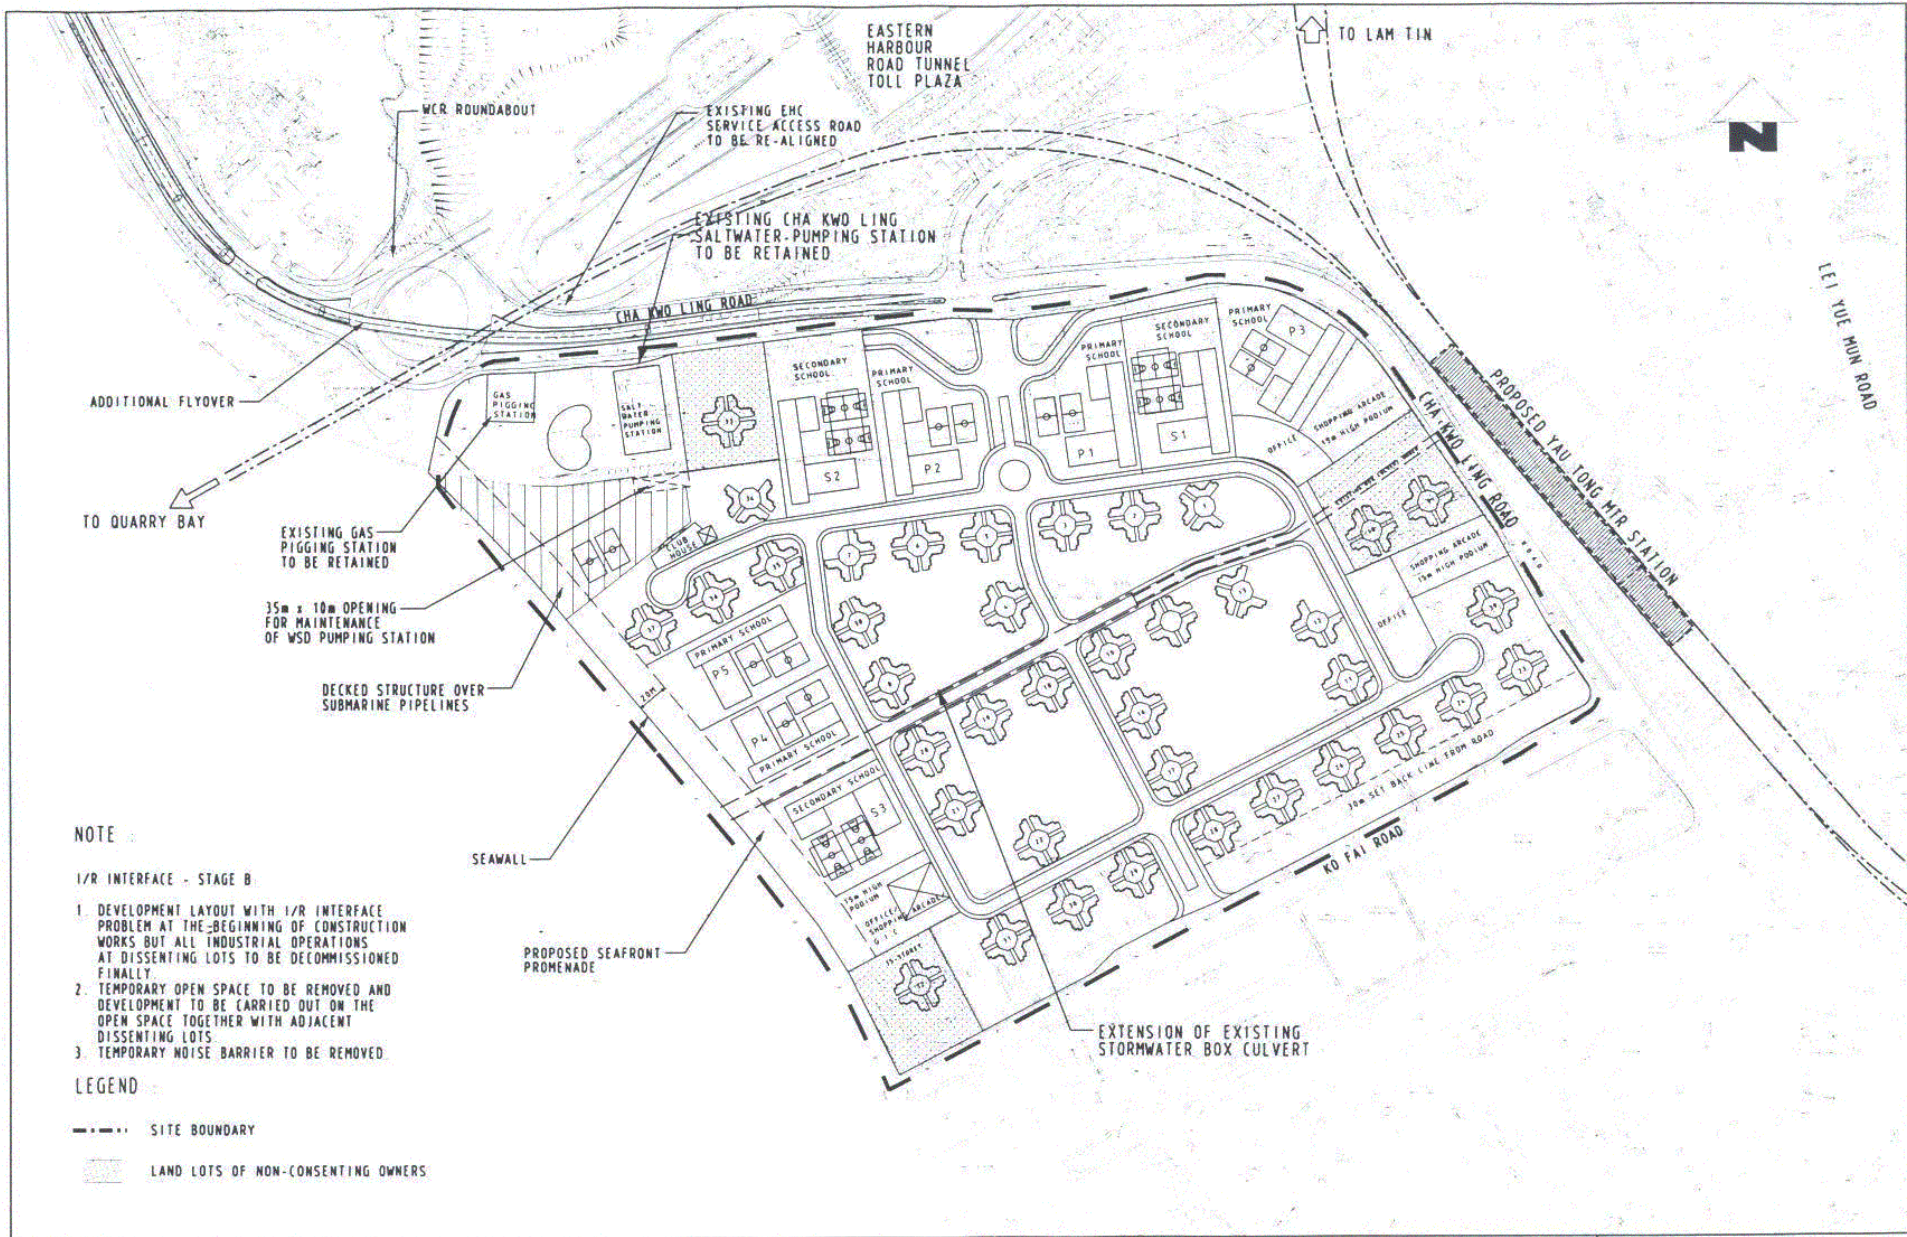 EASTERN
HARBOUR
ROAD TUNNEL
TOLL PLAZA
TO LAM TIN
WCR ROUNDABOUT
EXISTING EHC
SERVICE ACCESS ROAD
TO BE RE-ALIGNED
N
EXISTING CHA KWO LING
SALTWATER-PUMPING STATION
TO BE RETAINED
LEI YUE MUN ROAD
CHA KWO LING ROAD
PRIMARY
SCHOOL
P3
SECONDARY
SCHOOL
PRIMARY
SCHOOL
SECONDARY
SCHOOL
PRIMARY
SCHOOL
ADDITIONAL FLYOVER
GAS
PIGGING
STATION
SALT
WATER
PUMPING
STATION
S2
P2
P1
S1
OFFICE
SHOPPING ARCADE
15m HIGH PODIUM
CHA KWO LING ROAD
PROPOSED YAU TONG MTR STATION
TO QUARRY BAY
EXISTING GAS
PIGGING STATION
TO BE RETAINED
CLUB
HOUSE
SHOPPING ARCADE
15m HIGH PODIUM
OFFICE
ROAD
35m x 10m OPENING
FOR MAINTENANCE
OF WSD PUMPING STATION
PRIMARY SCHOOL
P5
DECKED STRUCTURE OVER
SUBMARINE PIPELINES
20M
P4
PRIMARY SCHOOL
SECONDARY SCHOOL
S3
30m SET BACK LINE FROM ROAD
KO FAI ROAD
SEAWALL
15m HIGH
PODIUM
OFFICE/
SHOPPING ARCADE/
G I C
35-STOREY
PROPOSED SEAFRONT
PROMENADE
EXTENSION OF EXISTING
STORMWATER BOX CULVERT
NOTE :
I/R INTERFACE - STAGE B
1. DEVELOPMENT LAYOUT WITH I/R INTERFACE
PROBLEM AT THE BEGINNING OF CONSTRUCTION
WORKS BUT ALL INDUSTRIAL OPERATIONS
AT DISSENTING LOTS TO BE DECOMMISSIONED
FINALLY.
2. TEMPORARY OPEN SPACE TO BE REMOVED AND
DEVELOPMENT TO BE CARRIED OUT ON THE
OPEN SPACE TOGETHER WITH ADJACENT
DISSENTING LOTS
3. TEMPORARY NOISE BARRIER TO BE REMOVED
LEGEND :
SITE BOUNDARY
LAND LOTS OF NON-CONSENTING OWNERS